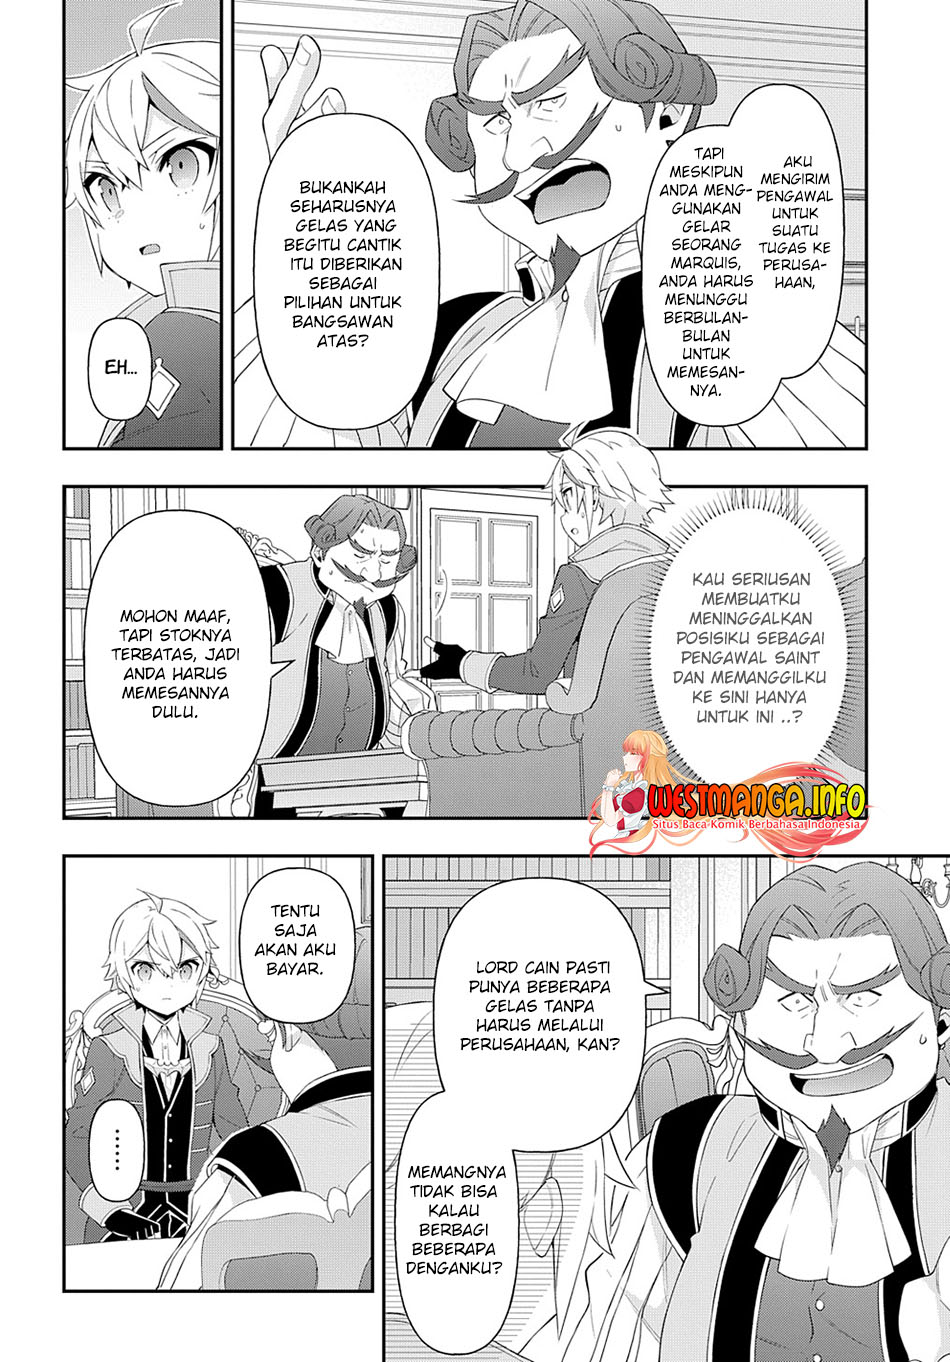 AKU
MENGIRIM
PENGAWAL
UNTUK
SUATU
TUGAS KE
PERUSA-
HAAN,
TAPI
MESKIPUN
ANDA MENG-
GUNAKAN
GELAR
SEORANG
MARQUIS,
ANDA HARUS
MENUNGGU
BERBULAN-
BULAN
UNTUK
MEMESAN-
NYA.
BUKANKAH
SEHARUSNYA
GELAS YANG
BEGITU CANTIK
ITU DIBERIKAN
SEBAGAI
PILIHAN UNTUK
BANGSAWAN
ATAS?
EH...
KAU SERIUSAN
MEMBUATKU
MENINGGALKAN
POSISIKU SEBAGAI
PENGAWAL SAINT
DAN MEMANGGILKU
KE SINI HANYA
UNTUK INI ..?
MOHON MAAF,
TAPI STOKNYA
TERBATAS, JADI
ANDA HARUS
MEMESANNYA
DULU.
WESTMANGA.INFO
Situs Baca Komik Berbahasa Indonesia
LORD CAIN PASTI
PUNYA BEBERAPA
GELAS TANPA
HARUS MELALUI
PERUSAHAAN, KAN?
MEMANGNYA
TIDAK BISA
KALAU
BERBAGI
BEBERAPA
DENGANKU?
TENTU
SAJA
AKAN AKU
BAYAR.
......